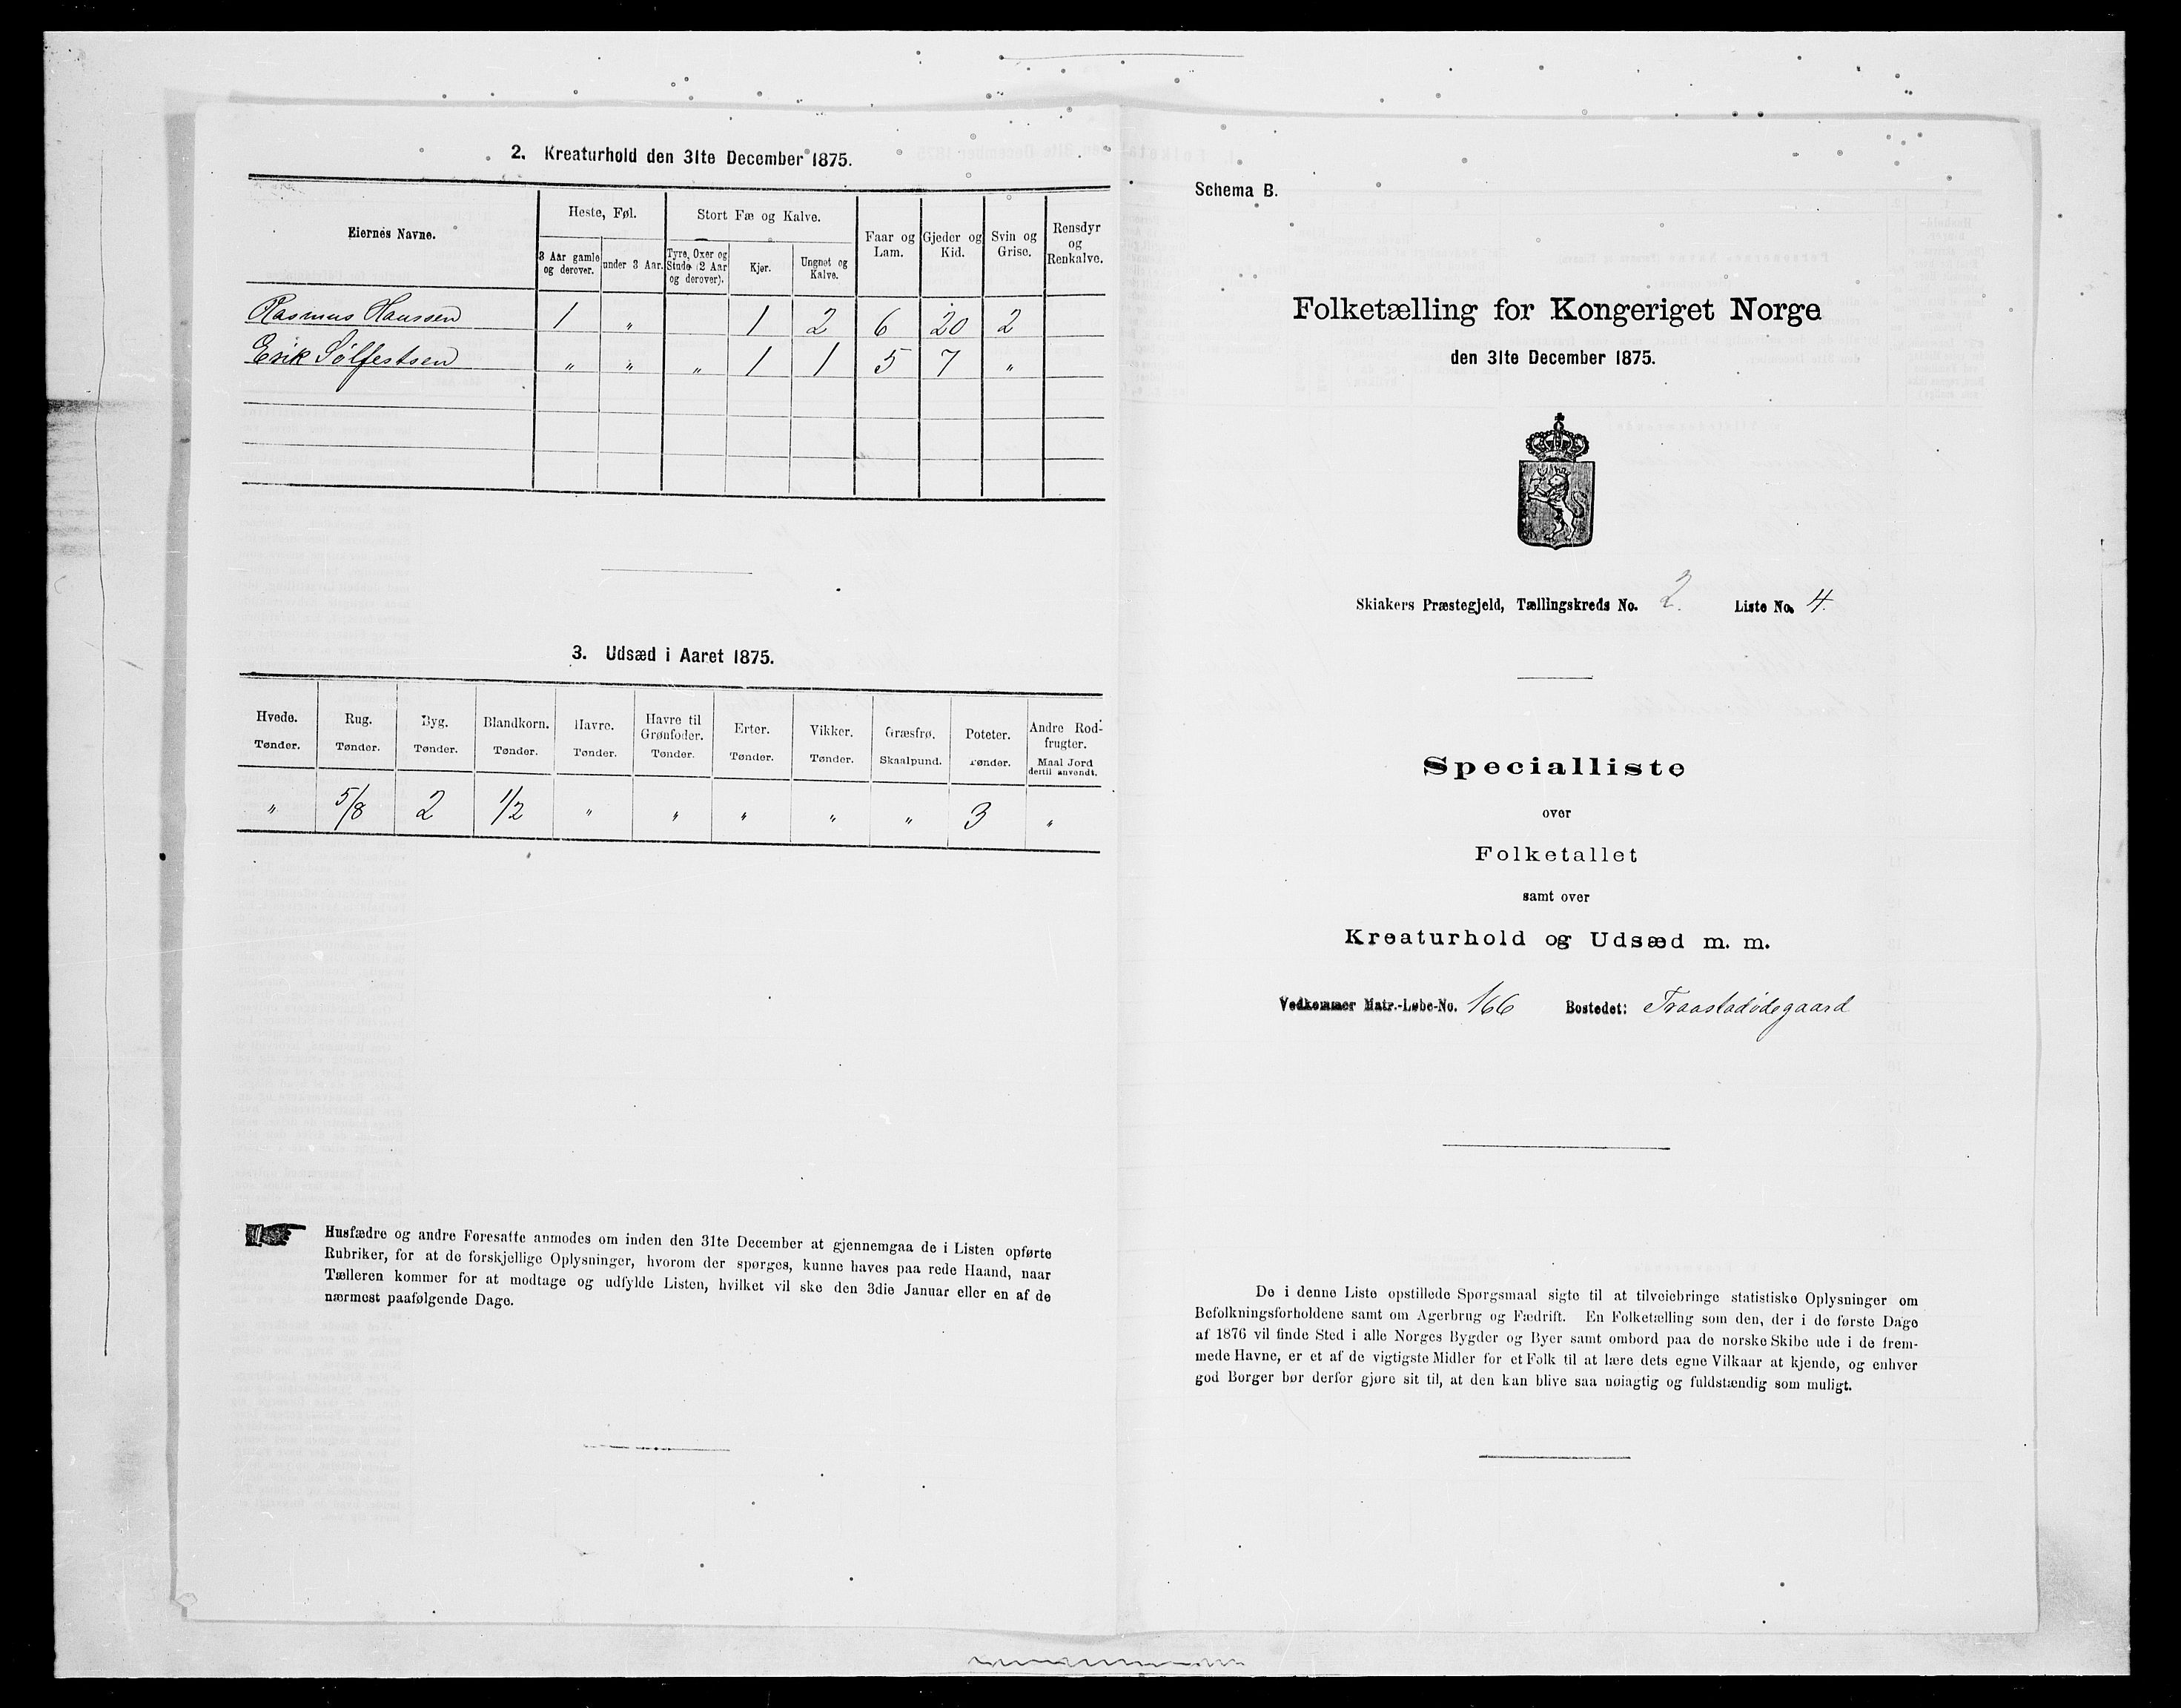 2. Kreaturhold den 31te December 1875.
Eiernes Navne.
Heste, Føl.
Stort Fæ og Kalve.
Faar og Lam.
Gjeder og Kid.
Svin og Grise.
Rensdyr og Renkalve.
3 Aar gamle og derover.
under 3 Aar.
Tyre, Oxer og Stude (2 Aar og derover).
Kjør.
Ungnet og Kalve.
Rasmus Hanssen 1 " 1 2 6 20 2
Erik Sølfestsen " " " 1 1 5 7 "
3. Udsæd i Aaret 1875.
Hvede. Rug. Byg. Blandkorn. Havre. Havre til Grønfoder. Erter. Vikker. Græsfrø. Poteter. Andre Rodfrugter.
Tønder. Tønder. Tønder. Tønder. Tønder. Tønder. Tønder. Tønder. Skaalpund. Tønder. Maal Jord dertil anvendt.
" 5/8 2 1/2 " " " " " 3 "
Husfædre og andre Foresatte anmodes om inden den 31te December at gjennemgaa de i Listen opførte
Rubriker, for at de forskjellige Oplysninger, hvorom der spørges, kunne haves paa rede Haand, naar
Tælleren kommer for at modtage og udfylde Listen, hvilket vil ske den 3die Januar eller en af de
nærmest paafølgende Dage.
Schema B.
Folketælling for Kongeriget Norge
den 31te December 1875.
Skiakers Præstegjeld, Tællingskreds No. 2. Liste No. 4.
Specialliste
over
Folketallet
samt over
Kreaturhold og Udsæd m. m.
Vedkommer Matr.-Løbe-No. 166 Bostedet: Traastadødegaard
De i denne Liste opstillede Spørgsmaal sigte til at tilveiebringe statistiske Oplysninger om
Befolkningsforholdene samt om Agerbrug og Fædrift. En Folketælling som den, der i de første Dage
af 1876 vil finde Sted i alle Norges Bygder og Byer samt ombord paa de norske Skibe ude i de frem-
mede Havne, er et af de vigtigste Midler for et Folk til at lære dets egne Vilkaar at kjende, og enhver
god Borger bør derfor gjøre sit til, at den kan blive saa nøiagtig og fuldstændig som muligt.